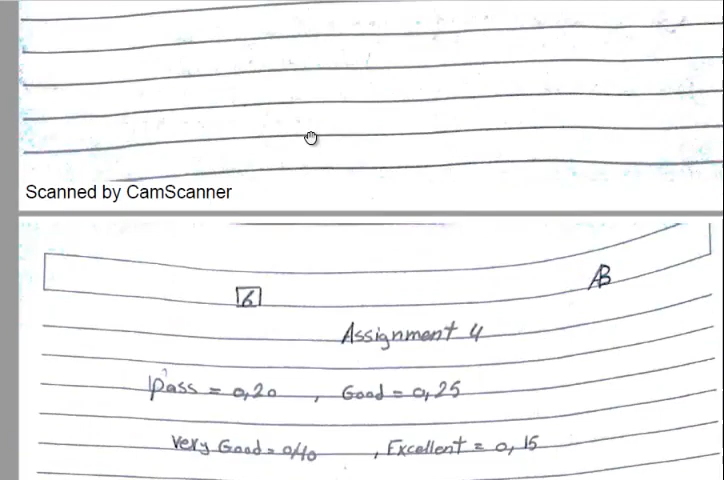 Scanned by CamScanner
AB
6
Assignment 4
Pass = 0,20 , Good = 0,25
Very Good = 0,40 , Excellent = 0,15